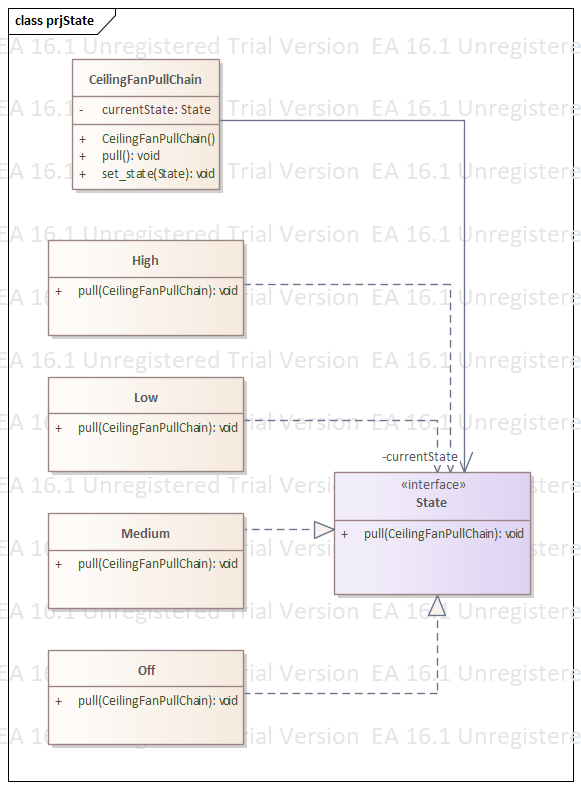 class prjState
EA 16.1 Unregistered Trial Version EA 16.1 Unregistere
CeilingFanPullChain
- currentState: State
+ CeilingFanPullChain()
+ pull(): void
+ set_state(State): void
High
+ pull(CeilingFanPullChain): void
Low
+ pull(CeilingFanPullChain): void
-currentState
«interface»
State
+ pull(CeilingFanPullChain): void
Medium
+ pull(CeilingFanPullChain): void
Off
+ pull(CeilingFanPullChain): void